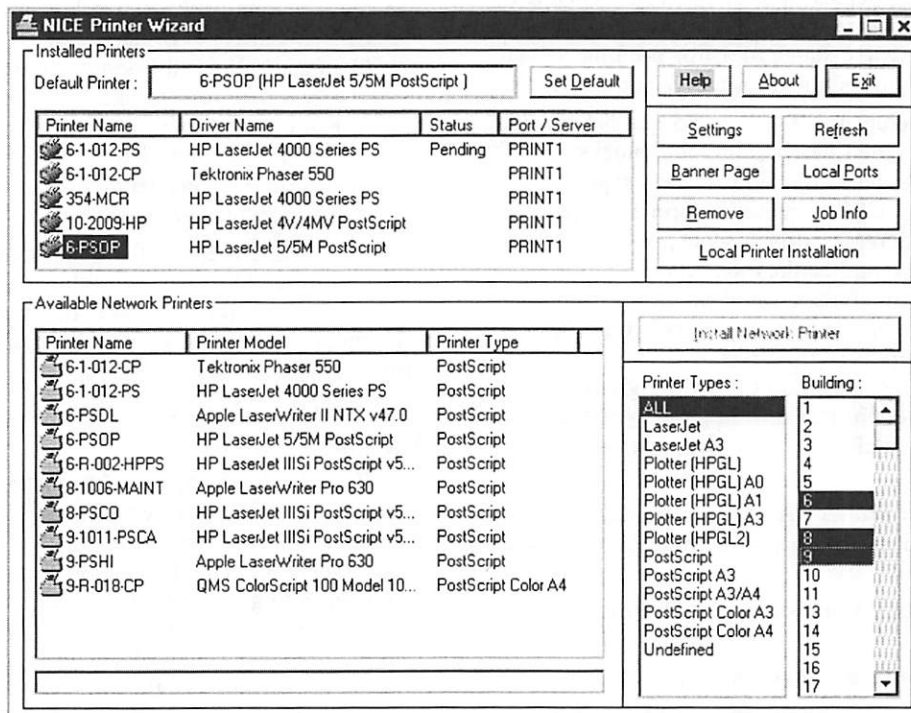 NICE Printer Wizard
Installed Printers
Default Printer : 6-PSOP (HP LaserJet 5/5M PostScript ) Set Default
Help About Exit
Printer Name Driver Name Status Port / Server
6-1-012-PS HP LaserJet 4000 Series PS Pending PRINT1
6-1-012-CP Tektronix Phaser 550 PRINT1
354-MCR HP LaserJet 4000 Series PS PRINT1
10-2009-HP HP LaserJet 4V/4MV PostScript PRINT1
6-PSOP HP LaserJet 5/5M PostScript PRINT1
Settings Refresh
Banner Page Local Ports
Remove Job Info
Local Printer Installation
Available Network Printers
Printer Name Printer Model Printer Type
6-1-012-CP Tektronix Phaser 550 PostScript
6-1-012-PS HP LaserJet 4000 Series PS PostScript
6-PSDL Apple LaserWriter II NTX v47.0 PostScript
6-PSOP HP LaserJet 5/5M PostScript PostScript
6-R-002-HPPS HP LaserJet IIISi PostScript v5... PostScript
8-1006-MAINT Apple LaserWriter Pro 630 PostScript
8-PSCO HP LaserJet IIISi PostScript v5... PostScript
9-1011-PSCA HP LaserJet IIISi PostScript v5... PostScript
9-PSHI Apple LaserWriter Pro 630 PostScript
9-R-018-CP QMS ColorScript 100 Model 10... PostScript Color A4
Install Network Printer
Printer Types :
ALL
LaserJet
LaserJet A3
Plotter (HPGL)
Plotter (HPGL) A0
Plotter (HPGL) A1
Plotter (HPGL) A3
Plotter (HPGL2)
PostScript
PostScript A3
PostScript A3/A4
PostScript Color A3
PostScript Color A4
Undefined
Building :
1
2
3
4
5
6
7
8
9
10
11
13
14
15
16
17